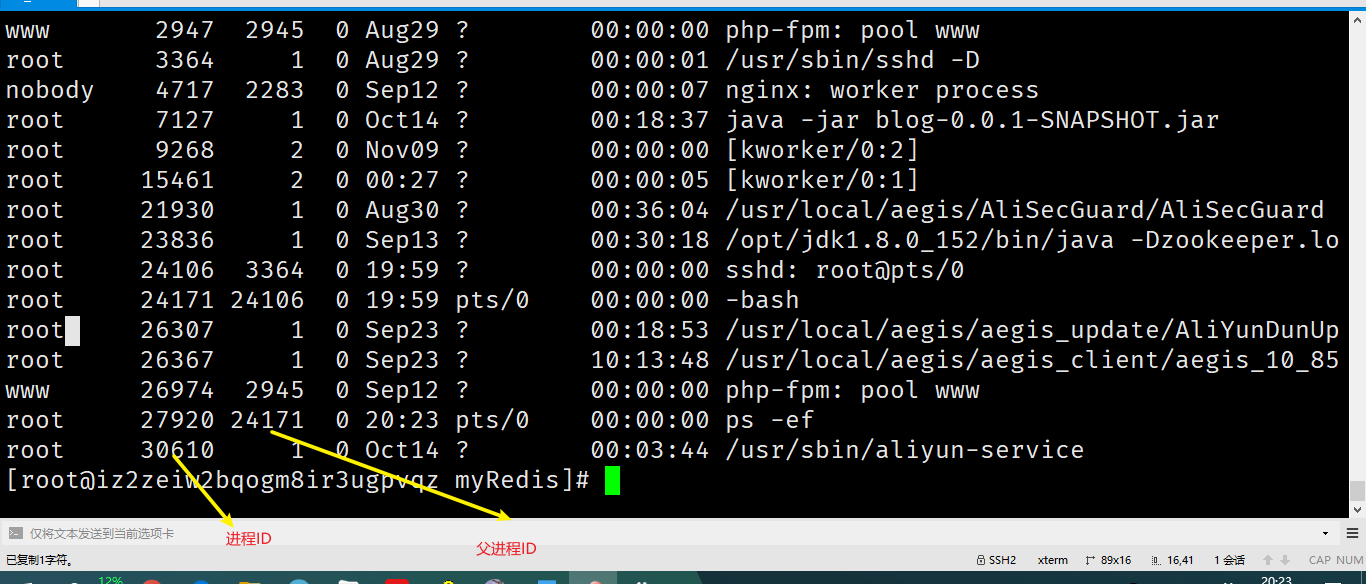 www 2947 2945 0 Aug29 ? 00:00:00 php-fpm: pool www
root 3364 1 0 Aug29 ? 00:00:01 /usr/sbin/sshd -D
nobody 4717 2283 0 Sep12 ? 00:00:07 nginx: worker process
root 7127 1 0 Oct14 ? 00:18:37 java -jar blog-0.0.1-SNAPSHOT.jar
root 9268 2 0 Nov09 ? 00:00:00 [kworker/0:2]
root 15461 2 0 00:27 ? 00:00:05 [kworker/0:1]
root 21930 1 0 Aug30 ? 00:36:04 /usr/local/aegis/AliSecGuard/AliSecGuard
root 23836 1 0 Sep13 ? 00:30:18 /opt/jdk1.8.0_152/bin/java -Dzookeeper.lo
root 24106 3364 0 19:59 ? 00:00:00 sshd: root@pts/0
root 24171 24106 0 19:59 pts/0 00:00:00 -bash
root 26307 1 0 Sep23 ? 00:18:53 /usr/local/aegis/aegis_update/AliYunDunUp
root 26367 1 0 Sep23 ? 10:13:48 /usr/local/aegis/aegis_client/aegis_10_85
www 26974 2945 0 Sep12 ? 00:00:00 php-fpm: pool www
root 27920 24171 0 20:23 pts/0 00:00:00 ps -ef
root 30610 1 0 Oct14 ? 00:03:44 /usr/sbin/aliyun-service
[root@iz2zeiw2bqogm8ir3ugpvqz myRedis]#
仅将文本发送到当前选项卡
进程ID
父进程ID
已复制1字符。 SSH2 xterm 89x16 16,41 1 会话 CAP NUM
12% 20:23